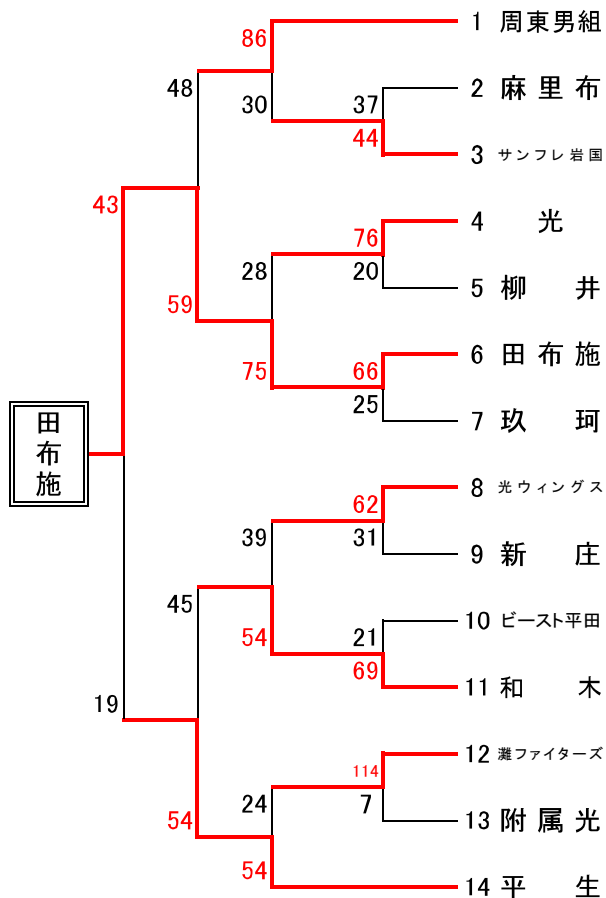 86
1 周東男組
48
30
37
2 麻里布
44
3 サンフレ岩国
43
76
4 光
28
20
5 柳井
59
75
66
6 田布施
25
7 玖珂
田布施
62
8 光ウィングス
39
31
9 新庄
45
54
21
10 ビースト平田
69
11 和木
19
114
12 灘ファイターズ
54
24
7
13 附属光
54
14 平生